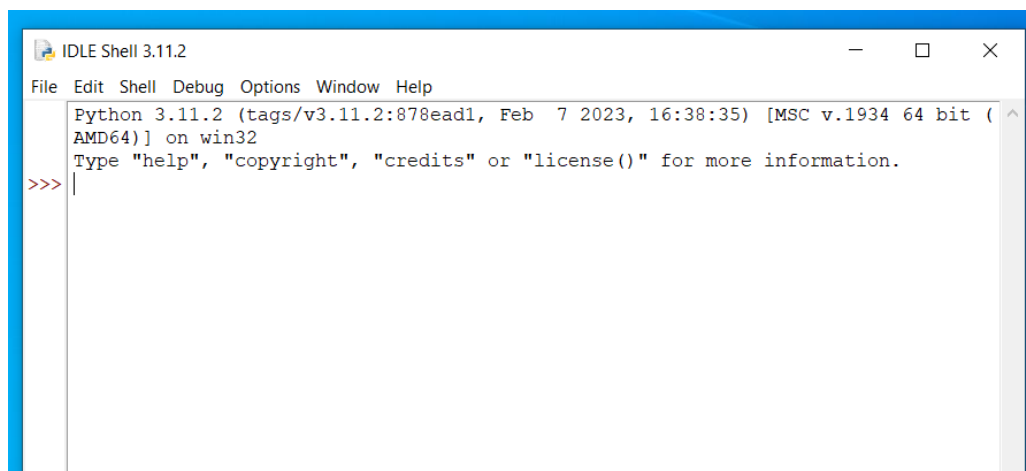 IDLE Shell 3.11.2
File Edit Shell Debug Options Window Help
Python 3.11.2 (tags/v3.11.2:878ead1, Feb  7 2023, 16:38:35) [MSC v.1934 64 bit (
AMD64)] on win32
Type "help", "copyright", "credits" or "license()" for more information.
>>>